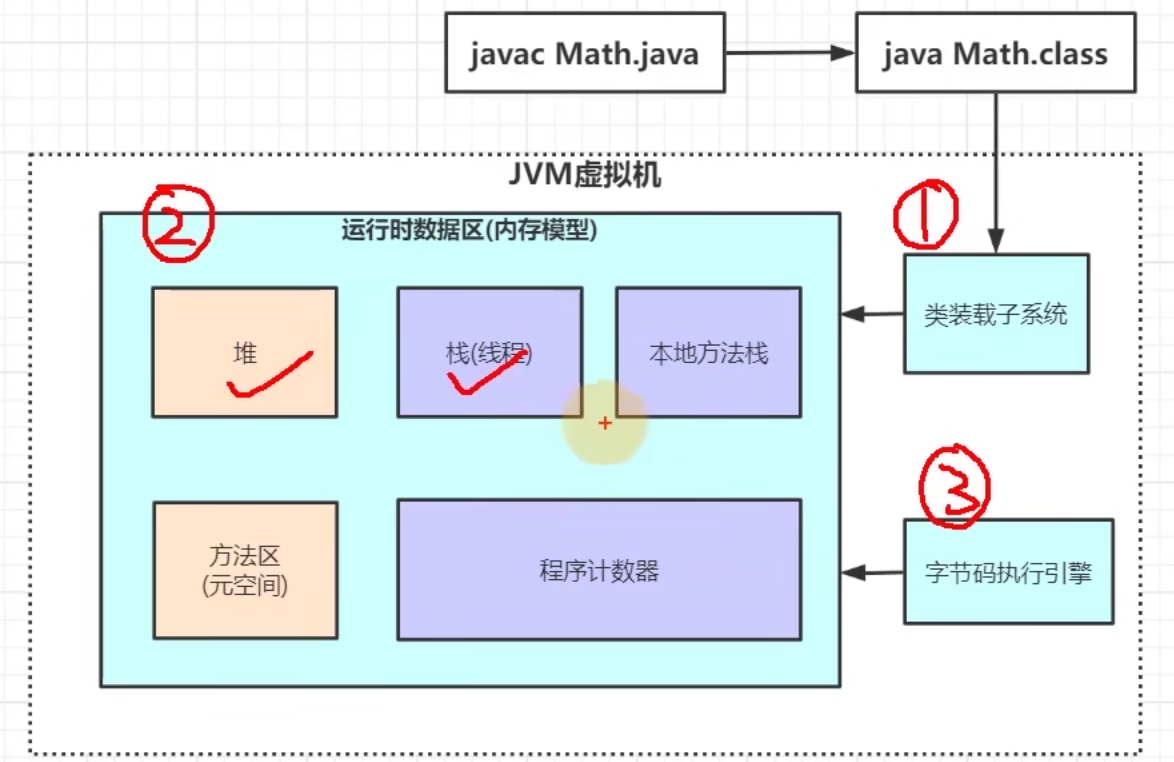 javac Math.java
java Math.class
JVM虚拟机
②
运行时数据区(内存模型)
①
堆
栈(线程)
本地方法栈
类装载子系统
③
方法区
(元空间)
程序计数器
字节码执行引擎